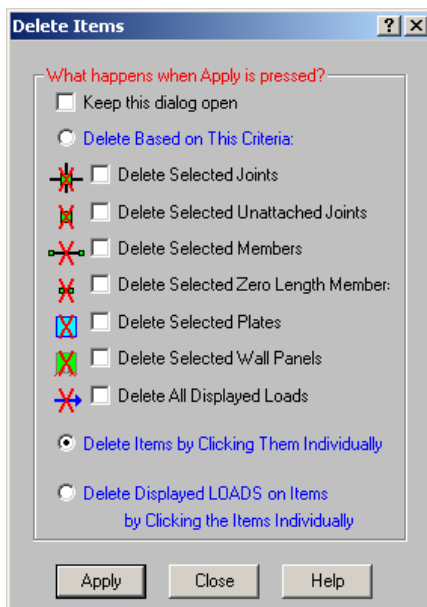 Delete Items
What happens when Apply is pressed?
Keep this dialog open
Delete Based on This Criteria:
Delete Selected Joints
Delete Selected Unattached Joints
Delete Selected Members
Delete Selected Zero Length Member:
Delete Selected Plates
Delete Selected Wall Panels
Delete All Displayed Loads
Delete Items by Clicking Them Individually
Delete Displayed LOADS on Items
by Clicking the Items Individually
Apply Close Help